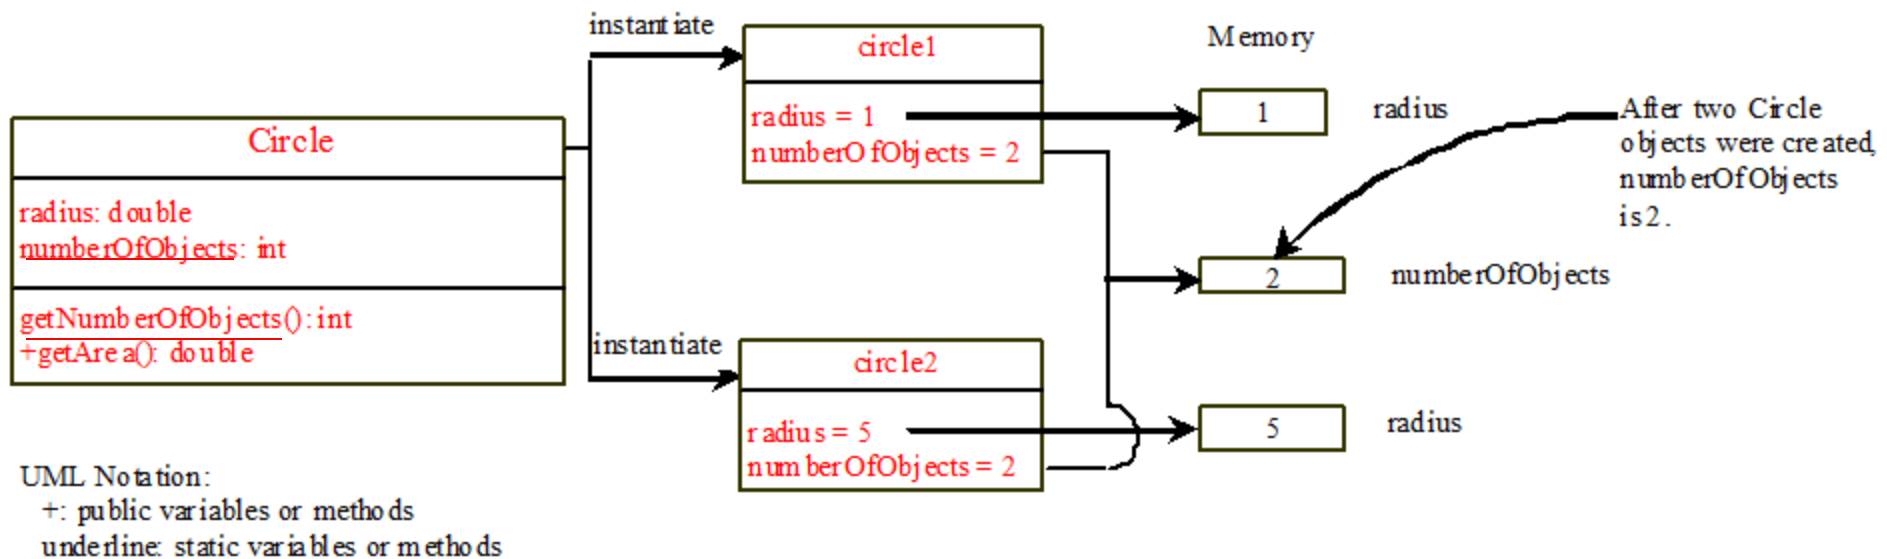 Circle
radius: double
numberOfObjects: int
getNumberOfObjects(): int
+getArea(): double
UML Notation:
+: public variables or methods
underline: static variables or methods
instantiate
circle1
radius = 1
numberOfObjects = 2
instantiate
circle2
radius = 5
numberOfObjects = 2
Memory
1
radius
2
numberOfObjects
5
radius
After two Circle
objects were created,
numberOfObjects
is 2.